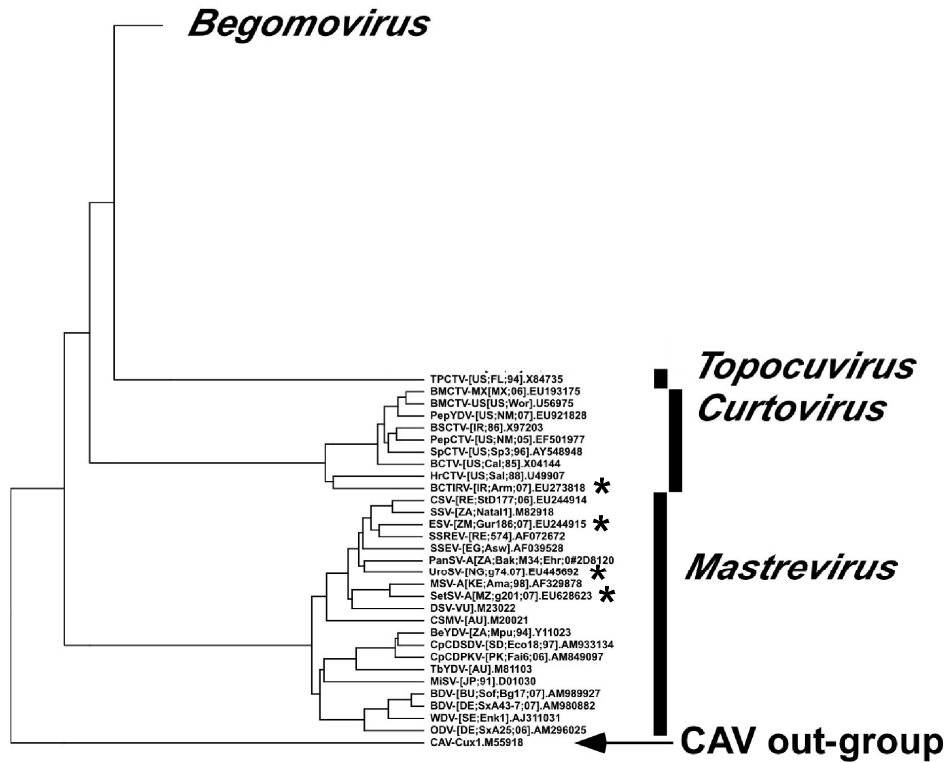 Begomovirus
Topocuvirus
TPCTV-[US;FL;94].X84735
BMCTV-MX[MX;06].EU193175
Curtovirus
BMCTV-US[US;Wor].U56975
PepYDV-[US;NM;07].EU921828
BSCTV-[IR;86].X97203
PepCTV-[US;NM;05].EF501977
SpCTV-[US;Sp3;96].AY548948
BCTV-[US;Cal;85].X04144
HrCTV-[US;Sal;88].U49907
BCTIRV-[IR;Arm;07].EU273818 *
CSV-[RE;StD177;06].EU244914
SSV-[ZA;Natal1].M82918
ESV-[ZM;Gur186;07].EU244915 *
SSREV-[RE;574].AF072672
SSEV-[EG;Asw].AF039528
PanSV-A[ZA;Bak;M34;Ehr;0#2D8120
Mastrevirus
UroSV-[NG;g74.07].EU445692 *
MSV-A[KE;Ama;98].AF329878
SetSV-A[MZ;g201;07].EU628623 *
DSV-VU].M23022
CSMV-[AU].M20021
BeYDV-[ZA;Mpu;94].Y11023
CpCDSDV-[SD;Eco18;97].AM933134
CpCDPKV-[PK;Fai6;06].AM849097
TbYDV-[AU].M81103
MiSV-[JP;91].D01030
BDV-[BU;Sof;Bg17;07].AM989927
BDV-[DE;SxA43-7;07].AM980882
WDV-[SE;Enk1].AJ311031
ODV-[DE;SxA25;06].AM296025
CAV-Cux1.M55918
CAV out-group